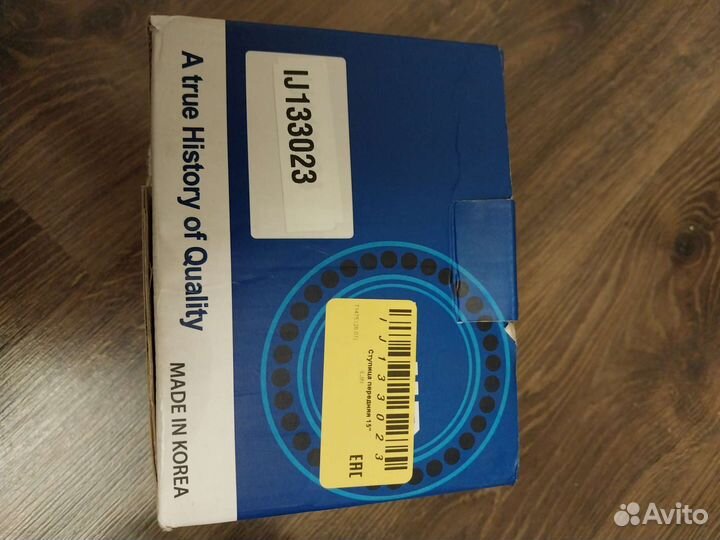 A true History of Quality
MADE IN KOREA
IJ133023
IJ133023
Ступица передняя 15"
EAC
Avito